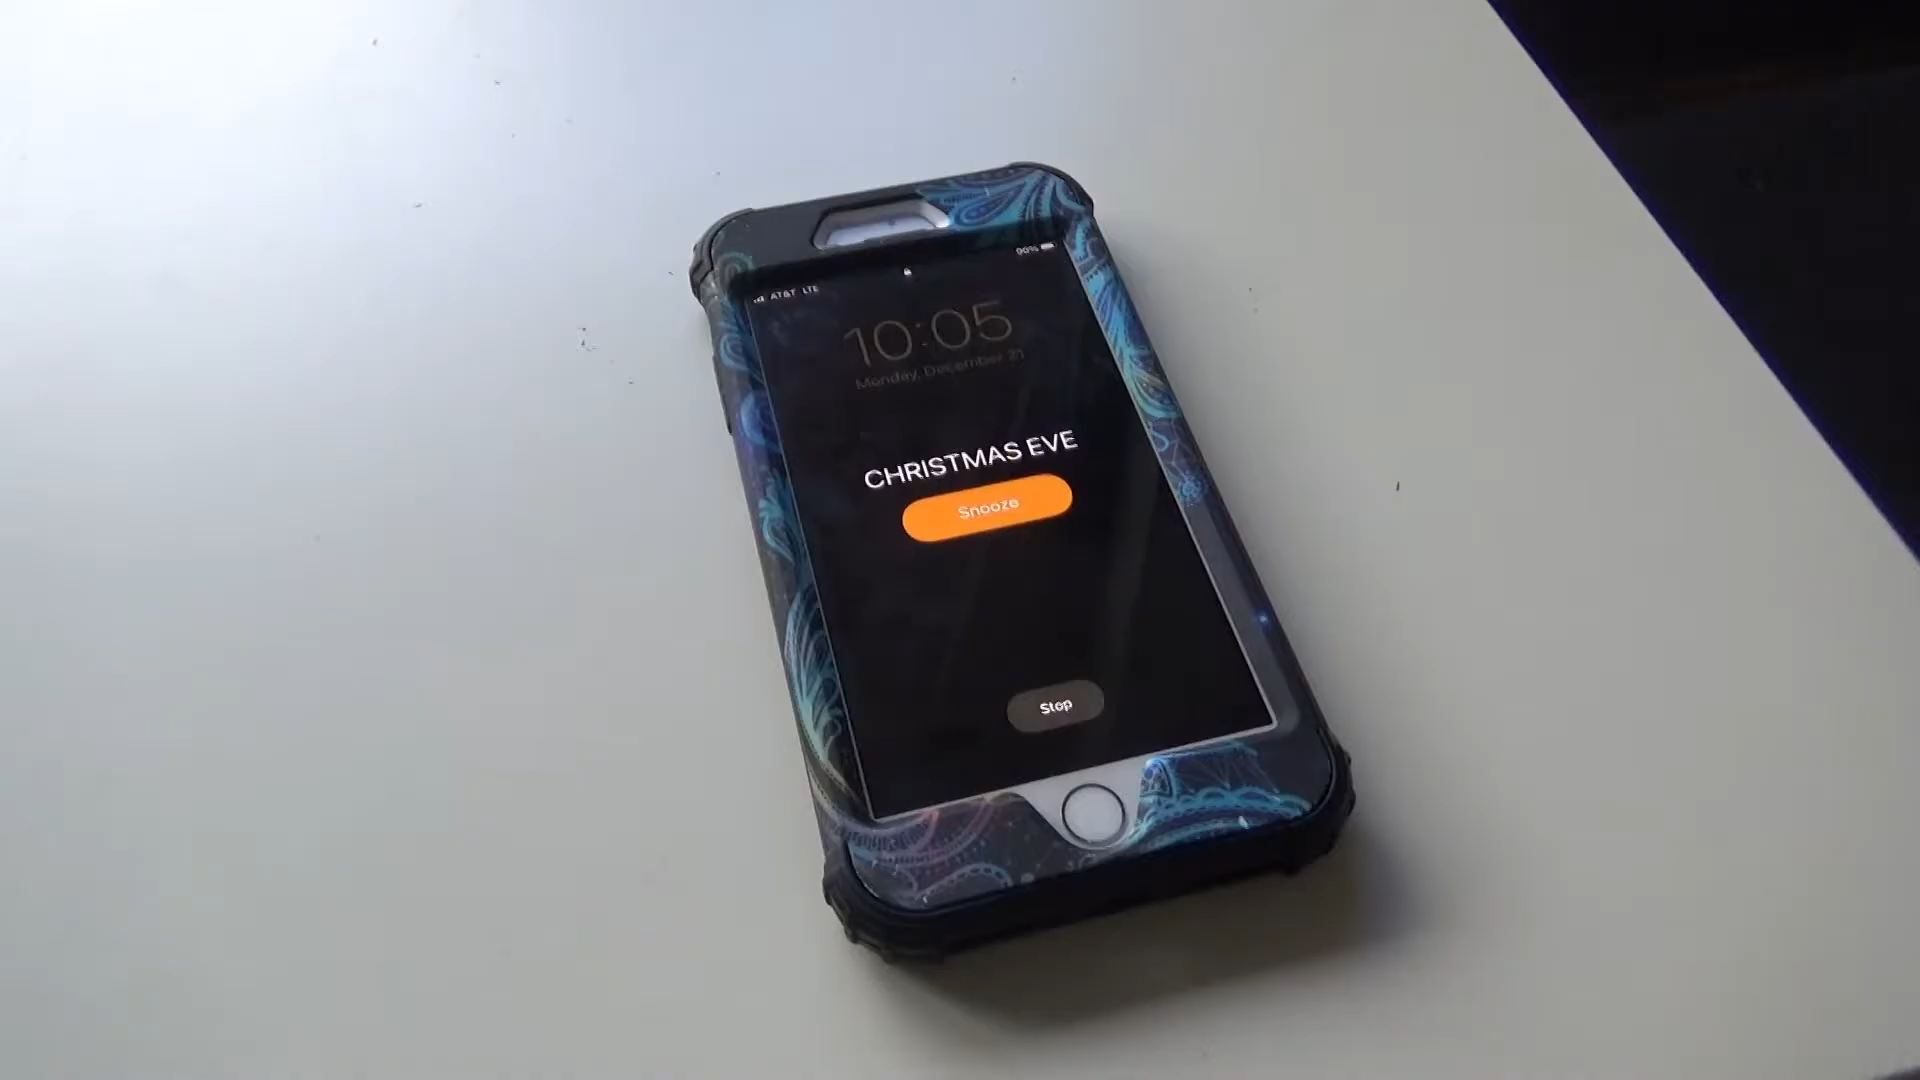 AT&T LTE
90%
10:05
Monday, December 21
CHRISTMAS EVE
Snooze
Stop